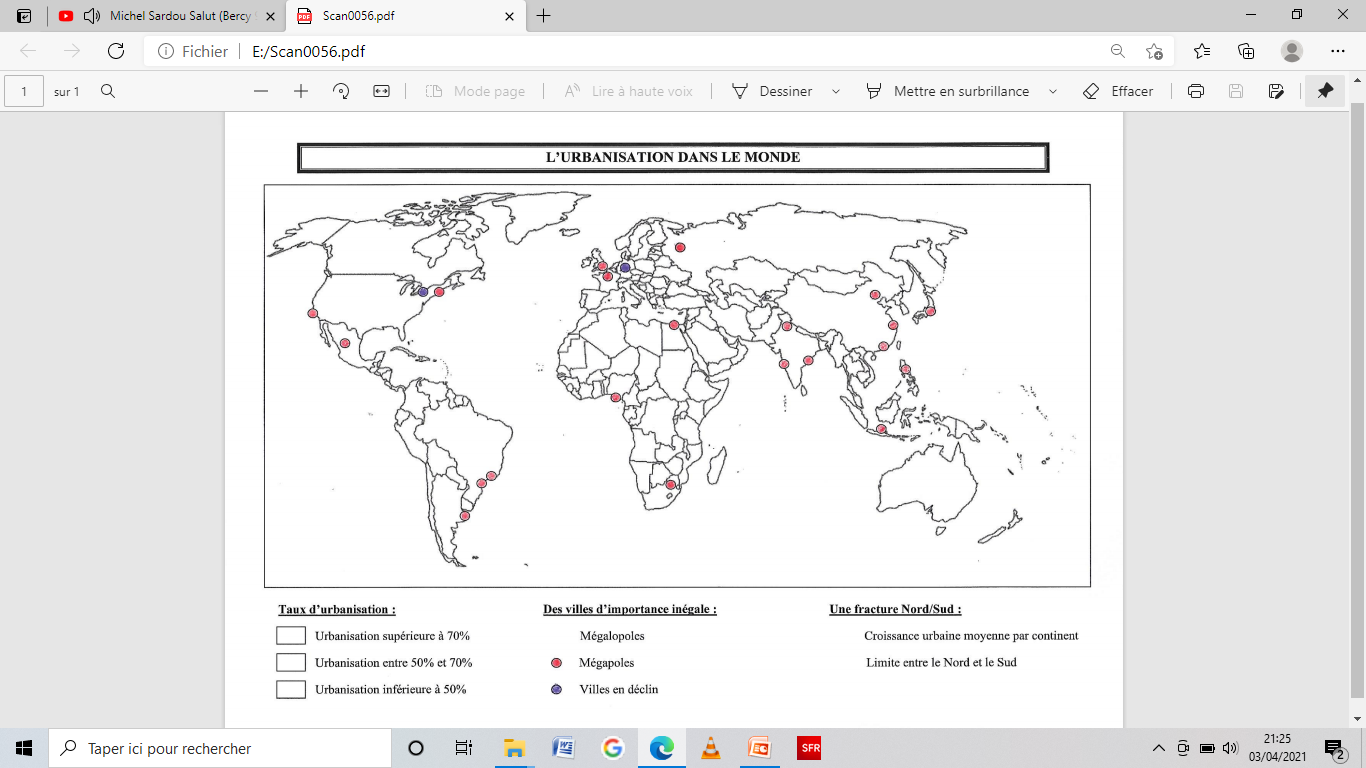 Michel Sardou Salut (Bercy
Scan0056.pdf
Fichier
E:/Scan0056.pdf
1
sur 1
Mode page
Lire à haute voix
Dessiner
Mettre en surbrillance
Effacer
L'URBANISATION DANS LE MONDE
Taux d'urbanisation :
Urbanisation supérieure à 70%
Urbanisation entre 50% et 70%
Urbanisation inférieure à 50%
Des villes d'importance inégale :
Mégalopoles
Mégapoles
Villes en déclin
Une fracture Nord/Sud :
Croissance urbaine moyenne par continent
Limite entre le Nord et le Sud
Taper ici pour rechercher
SFR
21:25
03/04/2021
2